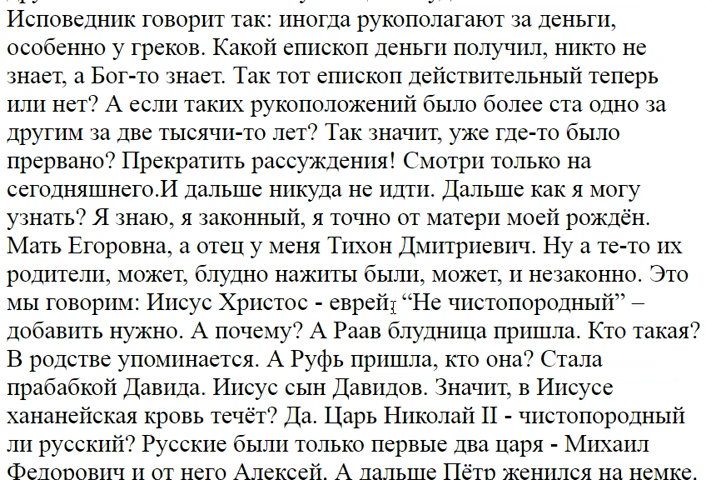 Исповедник говорит так: иногда рукополагают за деньги,
особенно у греков. Какой епископ деньги получил, никто не
знает, а Бог-то знает. Так тот епископ действительный теперь
или нет? А если таких рукоположений было более ста одно за
другим за две тысячи-то лет? Так значит, уже где-то было
прервано? Прекратить рассуждения! Смотри только на
сегодняшнего.И дальше никуда не идти. Дальше как я могу
узнать? Я знаю, я законный, я точно от матери моей рождён.
Мать Егоровна, а отец у меня Тихон Дмитриевич. Ну а те-то их
родители, может, блудно нажиты были, может, и незаконно. Это
мы говорим: Иисус Христос - еврей; “Не чистопородный” –
добавить нужно. А почему? А Раав блудница пришла. Кто такая?
В родстве упоминается. А Руфь пришла, кто она? Стала
прабабкой Давида. Иисус сын Давидов. Значит, в Иисусе
хананейская кровь течёт? Да. Царь Николай II - чистопородный
ли русский? Русские были только первые два царя - Михаил
Федорович и от него Алексей. А дальше Пётр женился на немке.